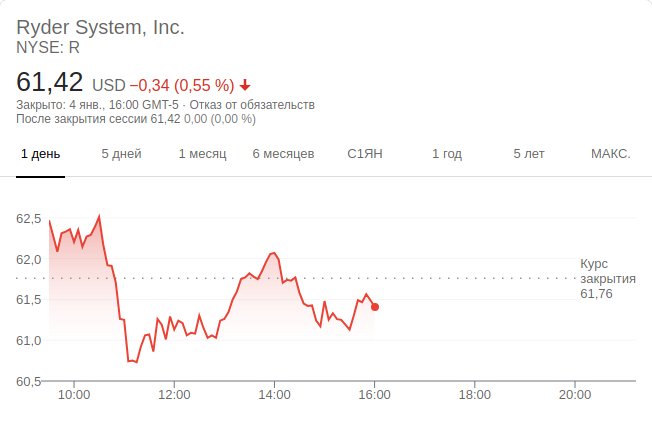 Ryder System, Inc.
NYSE: R
61,42 USD −0,34 (0,55 %)
Закрыто: 4 янв., 16:00 GMT-5 · Отказ от обязательств
После закрытия сессии 61,42 0,00 (0,00 %)
1 день 5 дней 1 месяц 6 месяцев С1ЯН 1 год 5 лет МАКС.
62,5
62,0
Курс
закрытия
61,76
61,5
61,0
60,5
10:00 12:00 14:00 16:00 18:00 20:00